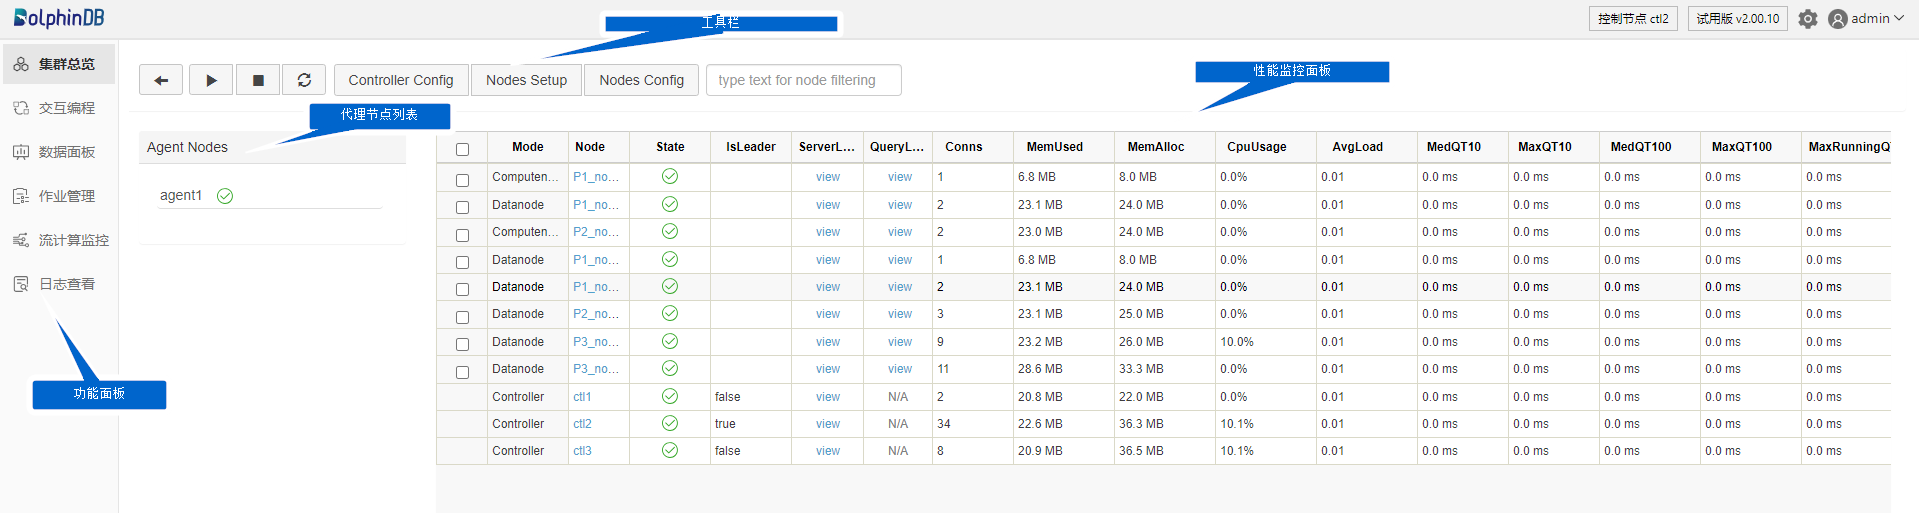 DolphinDB
工具栏
控制节点 ctl2 试用版 v2.00.10 admin
集群总览
交互编程
数据面板
作业管理
流计算监控
日志查看
功能面板
Controller Config Nodes Setup Nodes Config type text for node filtering
性能监控面板
代理节点列表
Agent Nodes
agent1
Mode Node State IsLeader ServerL... QueryL... Conns MemUsed MemAlloc CpuUsage AvgLoad MedQT10 MaxQT10 MedQT100 MaxQT100 MaxRunningQ
Computen... P1_no... view view 1 6.8 MB 8.0 MB 0.0% 0.01 0.0 ms 0.0 ms 0.0 ms 0.0 ms 0.0 ms
Datanode P1_no... view view 2 23.1 MB 24.0 MB 0.0% 0.01 0.0 ms 0.0 ms 0.0 ms 0.0 ms 0.0 ms
Computen... P2_no... view view 2 23.0 MB 24.0 MB 0.0% 0.01 0.0 ms 0.0 ms 0.0 ms 0.0 ms 0.0 ms
Datanode P1_no... view view 1 6.8 MB 8.0 MB 0.0% 0.01 0.0 ms 0.0 ms 0.0 ms 0.0 ms 0.0 ms
Datanode P1_no... view view 2 23.1 MB 24.0 MB 0.0% 0.01 0.0 ms 0.0 ms 0.0 ms 0.0 ms 0.0 ms
Datanode P2_no... view view 3 23.1 MB 25.0 MB 0.0% 0.01 0.0 ms 0.0 ms 0.0 ms 0.0 ms 0.0 ms
Datanode P3_no... view view 9 23.2 MB 26.0 MB 10.0% 0.01 0.0 ms 0.0 ms 0.0 ms 0.0 ms 0.0 ms
Datanode P3_no... view view 11 28.6 MB 33.3 MB 0.0% 0.01 0.0 ms 0.0 ms 0.0 ms 0.0 ms 0.0 ms
Controller ctl1 false view N/A 2 20.8 MB 22.0 MB 0.0% 0.01 0.0 ms 0.0 ms 0.0 ms 0.0 ms 0.0 ms
Controller ctl2 true view N/A 34 22.6 MB 36.3 MB 10.1% 0.01 0.0 ms 0.0 ms 0.0 ms 0.0 ms 0.0 ms
Controller ctl3 false view N/A 8 20.9 MB 36.5 MB 10.1% 0.01 0.0 ms 0.0 ms 0.0 ms 0.0 ms 0.0 ms